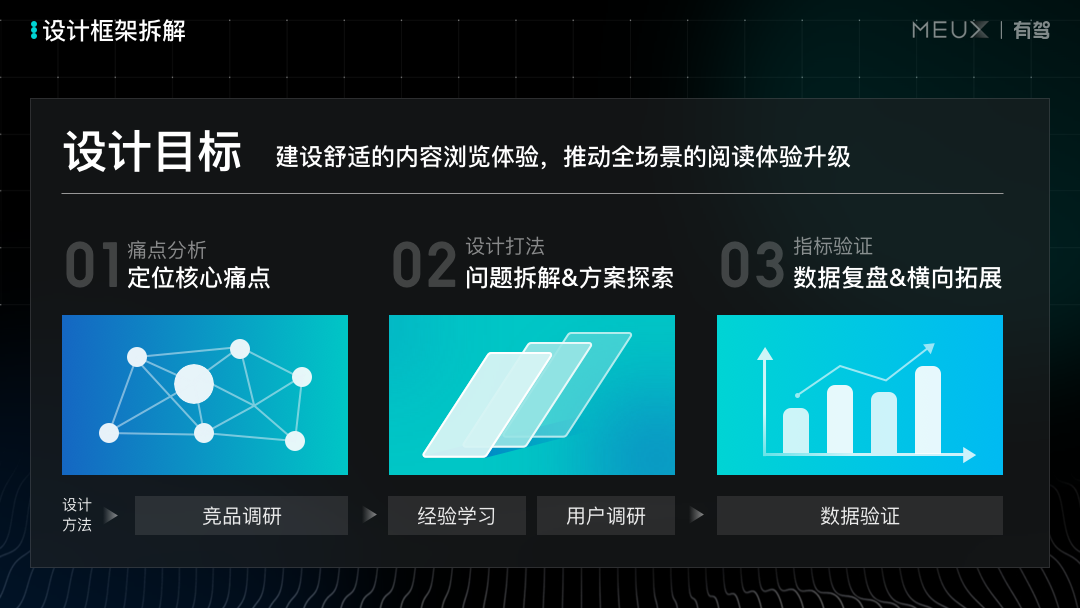 设计框架拆解
MEUX | 有驾
设计目标 建设舒适的内容浏览体验，推动全场景的阅读体验升级
01 痛点分析
定位核心痛点
02 设计打法
问题拆解&方案探索
03 指标验证
数据复盘&横向拓展
设计
方法
竞品调研
经验学习
用户调研
数据验证